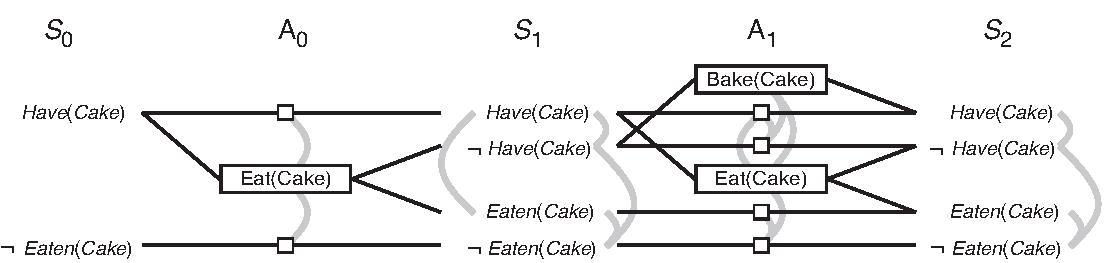 S0 A0 S1 A1 S2
Bake(Cake)
Have(Cake) Have(Cake) Have(Cake)
¬ Have(Cake) ¬ Have(Cake)
Eat(Cake) Eat(Cake)
Eaten(Cake) Eaten(Cake)
¬ Eaten(Cake) ¬ Eaten(Cake) ¬ Eaten(Cake)